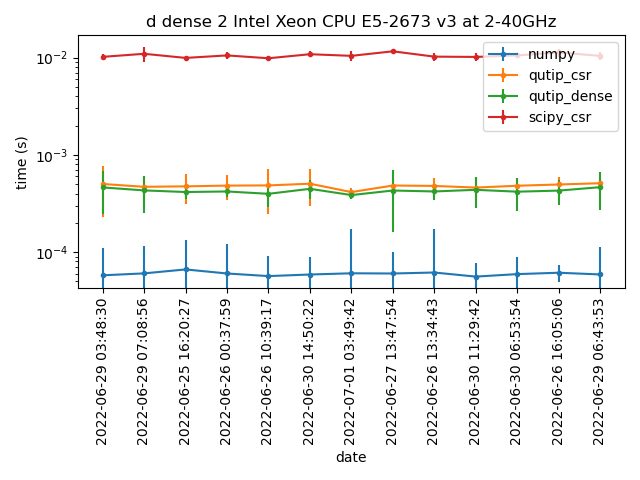 d dense 2 Intel Xeon CPU E5-2673 v3 at 2-40GHz
numpy
qutip_csr
qutip_dense
scipy_csr
time (s)
10⁻²
10⁻³
10⁻⁴
2022-06-29 03:48:30
2022-06-29 07:08:56
2022-06-25 16:20:27
2022-06-26 00:37:59
2022-06-26 10:39:17
2022-06-30 14:50:22
2022-07-01 03:49:42
2022-06-27 13:47:54
2022-06-26 13:34:43
2022-06-30 11:29:42
2022-06-30 06:53:54
2022-06-26 16:05:06
2022-06-29 06:43:53
date